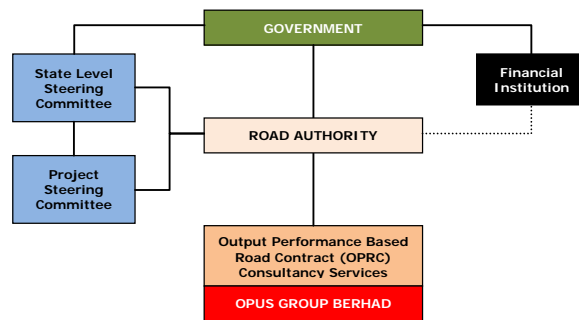 GOVERNMENT
State Level
Steering
Committee
Financial
Institution
ROAD AUTHORITY
Project
Steering
Committee
Output Performance Based
Road Contract (OPRC)
Consultancy Services
OPUS GROUP BERHAD